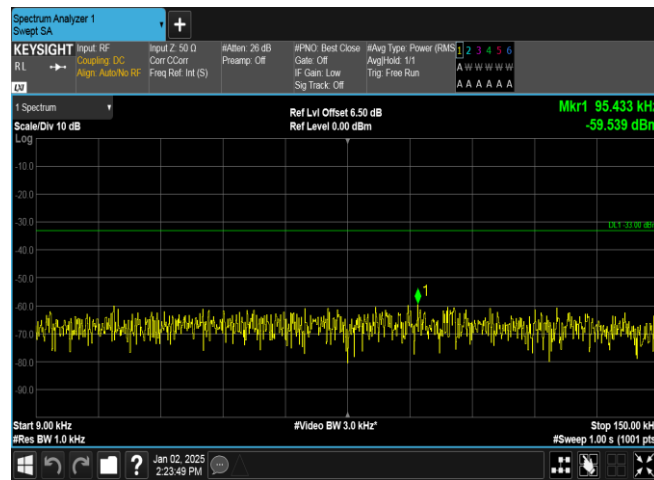 Spectrum Analyzer 1
Swept SA
+
KEYSIGHT Input: RF Input Z: 50 Ω #Atten: 26 dB #PNO: Best Close #Avg Type: Power (RMS 1 2 3 4 5 6
RL Coupling: DC Corr CCorr Preamp: Off Gate: Off Avg|Hold: 1/1 A W W W W W
Align: Auto/No RF Freq Ref: Int (S) IF Gain: Low Trig: Free Run
LXI Sig Track: Off A A A A A A
1 Spectrum Ref Lvl Offset 6.50 dB Mkr1 95.433 kHz
Scale/Div 10 dB Ref Level 0.00 dBm -59.539 dBm
Log
-10.0
-20.0
-30.0 DL1 -33.00 dBm
-40.0
-50.0
1
-60.0
-70.0
-80.0
-90.0
Start 9.00 kHz #Video BW 3.0 kHz* Stop 150.00 kH
#Res BW 1.0 kHz #Sweep 1.00 s (1001 pts
? Jan 02, 2025
2:23:49 PM